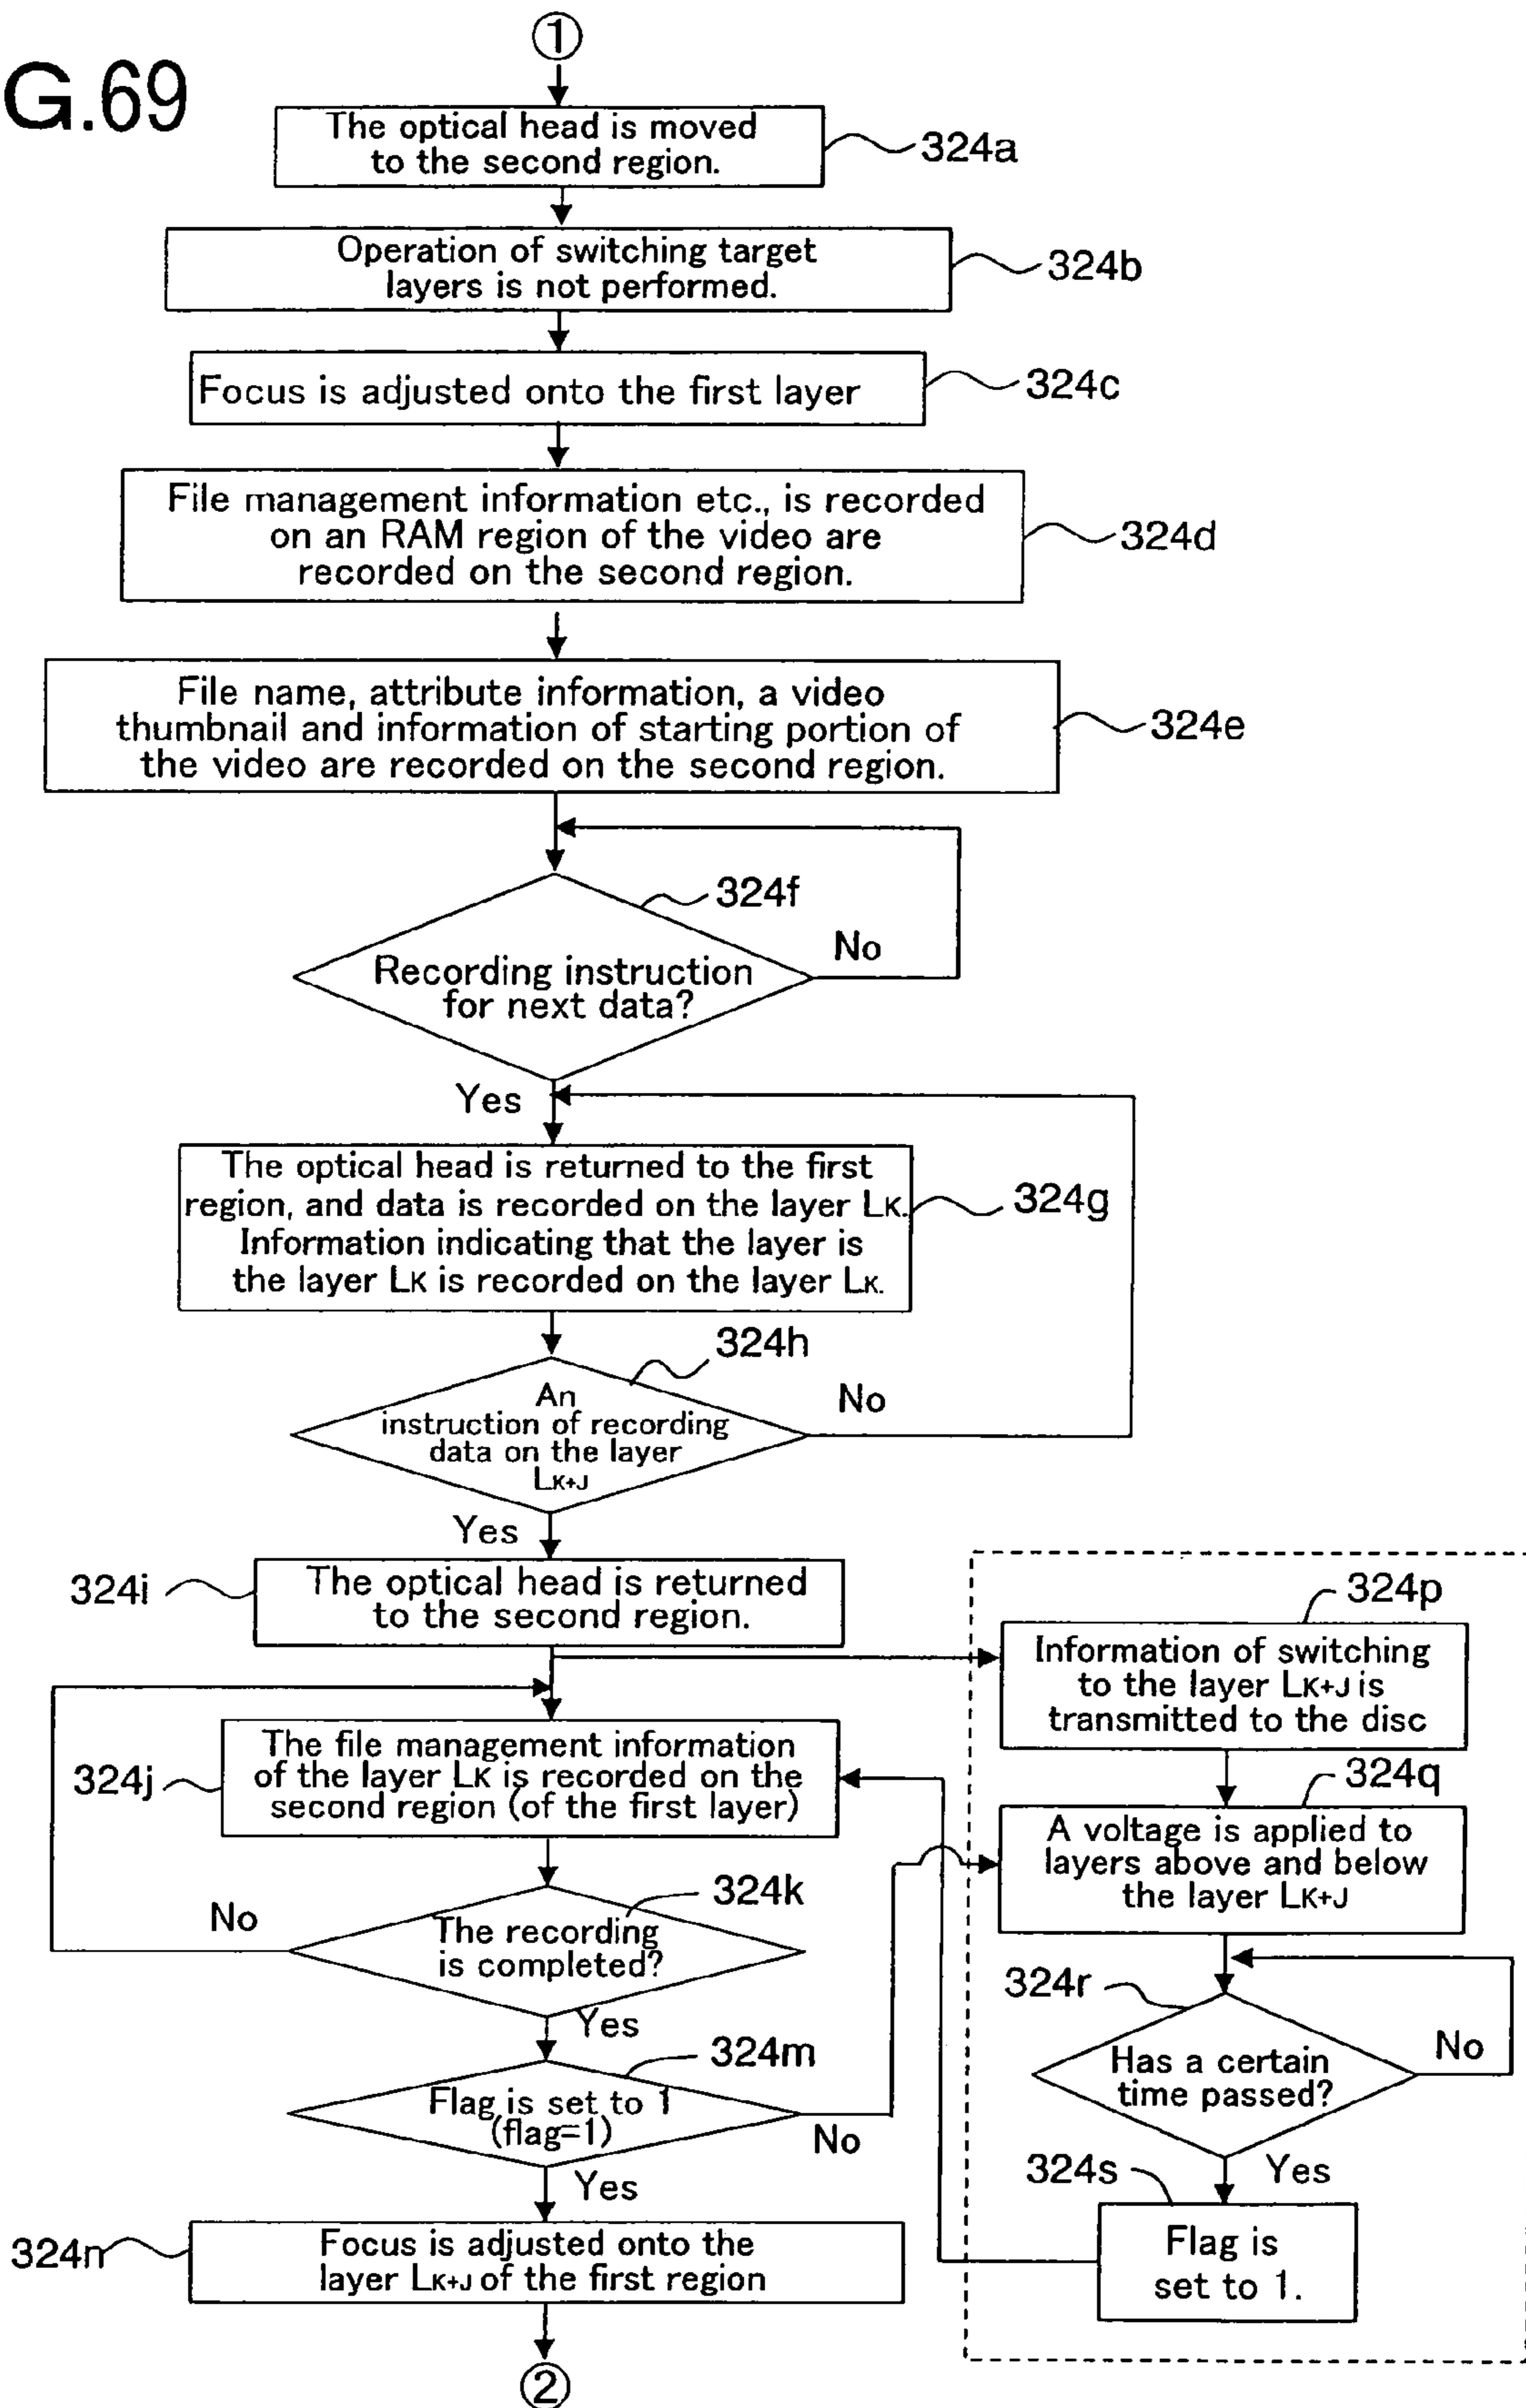 ①
G.69
The optical head is moved
to the second region.
324a
Operation of switching target
layers is not performed.
324b
Focus is adjusted onto the first layer
324c
File management information etc., is recorded
on an RAM region of the video are
recorded on the second region.
324d
File name, attribute information, a video
thumbnail and information of starting portion of
the video are recorded on the second region.
324e
324f
No
Recording instruction
for next data?
Yes
The optical head is returned to the first
region, and data is recorded on the layer LK.
Information indicating that the layer is
the layer LK is recorded on the layer LK.
324g
324h
No
An
instruction of recording
data on the layer
LK+J
Yes
324i
The optical head is returned
to the second region.
324p
Information of switching
to the layer LK+J is
transmitted to the disc
324j
The file management information
of the layer LK is recorded on the
second region (of the first layer)
324q
A voltage is applied to
layers above and below
the layer LK+J
324k
No
The recording
is completed?
Yes
324r
No
Has a certain
time passed?
324m
Flag is set to 1
(flag=1)
No
Yes
324s
Yes
Flag is
set to 1.
324n
Focus is adjusted onto the
layer LK+J of the first region
②